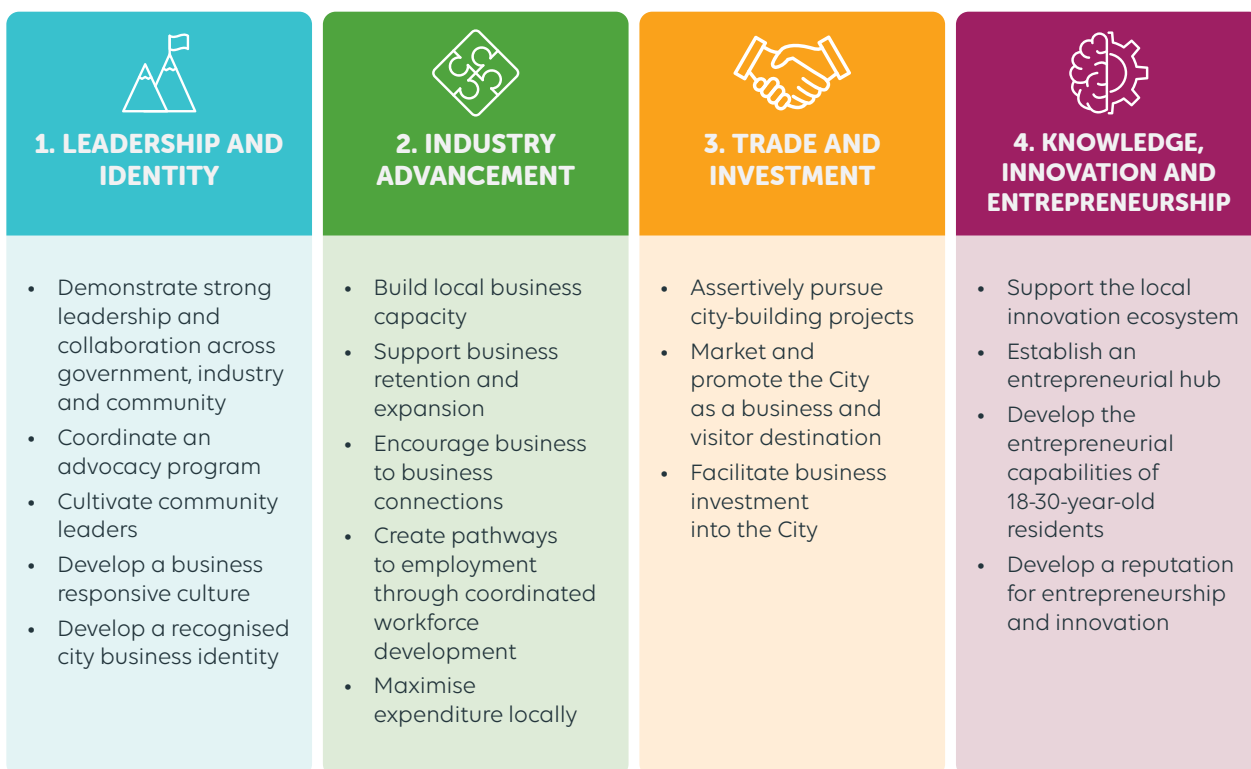 1. LEADERSHIP AND
IDENTITY
• Demonstrate strong
leadership and
collaboration across
government, industry
and community
• Coordinate an
advocacy program
• Cultivate community
leaders
• Develop a business
responsive culture
• Develop a recognised
city business identity
2. INDUSTRY
ADVANCEMENT
• Build local business
capacity
• Support business
retention and
expansion
• Encourage business
to business
connections
• Create pathways
to employment
through coordinated
workforce
development
• Maximise
expenditure locally
3. TRADE AND
INVESTMENT
• Assertively pursue
city-building projects
• Market and
promote the City
as a business and
visitor destination
• Facilitate business
investment
into the City
4. KNOWLEDGE,
INNOVATION AND
ENTREPRENEURSHIP
• Support the local
innovation ecosystem
• Establish an
entrepreneurial hub
• Develop the
entrepreneurial
capabilities of
18-30-year-old
residents
• Develop a reputation
for entrepreneurship
and innovation